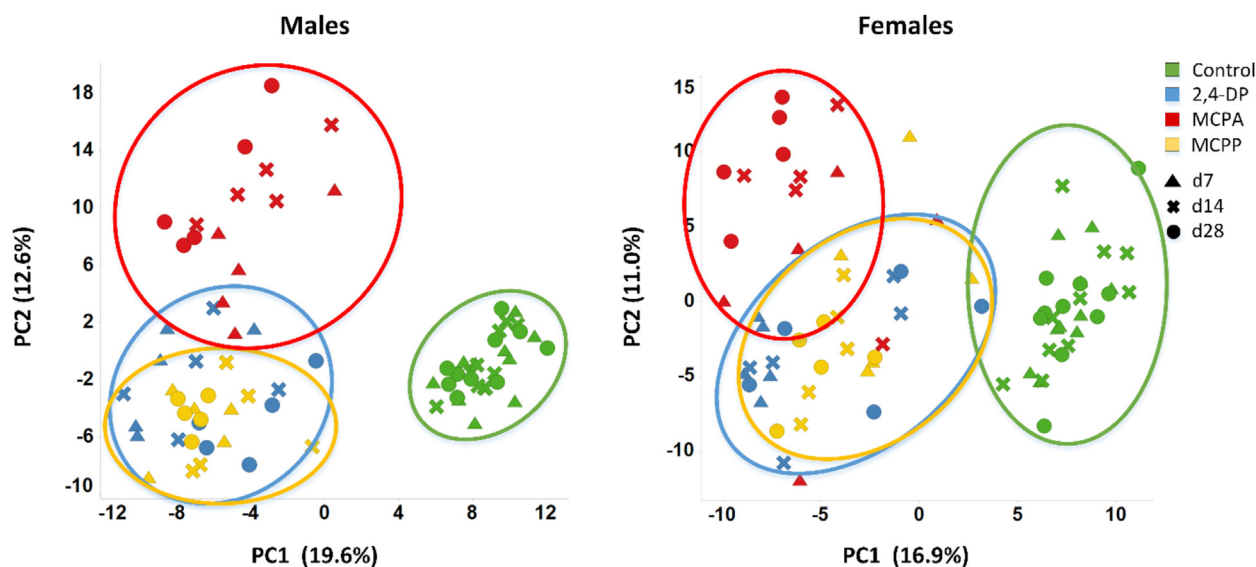 Males
18
14
10
6
2
-2
-6
-10
-12
-8
-4
0
4
8
12
PC2 (12.6%)
PC1 (19.6%)
Females
15
10
5
0
-5
-10
-10
-5
0
5
10
PC2 (11.0%)
PC1 (16.9%)
Control
2,4-DP
MCPA
MCPP
d7
d14
d28